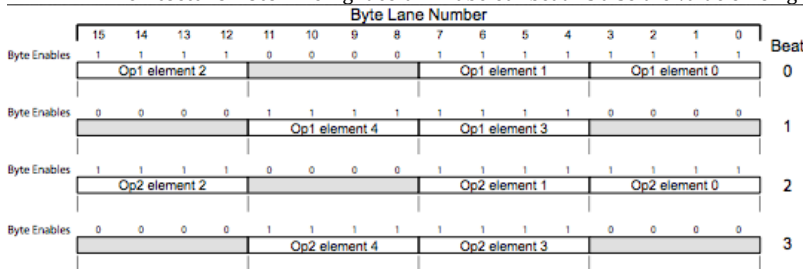 Byte Lane Number
15 14 13 12 11 10 9 8 7 6 5 4 3 2 1 0
Beat
Byte Enables 1 1 1 1 0 0 0 0 1 1 1 1 1 1 1 1
Op1 element 2 Op1 element 1 Op1 element 0 0
Byte Enables 0 0 0 0 1 1 1 1 1 1 1 1 0 0 0 0
Op1 element 4 Op1 element 3 1
Byte Enables 1 1 1 1 0 0 0 0 1 1 1 1 1 1 1 1
Op2 element 2 Op2 element 1 Op2 element 0 2
Byte Enables 0 0 0 0 1 1 1 1 1 1 1 1 0 0 0 0
Op2 element 4 Op2 element 3 3